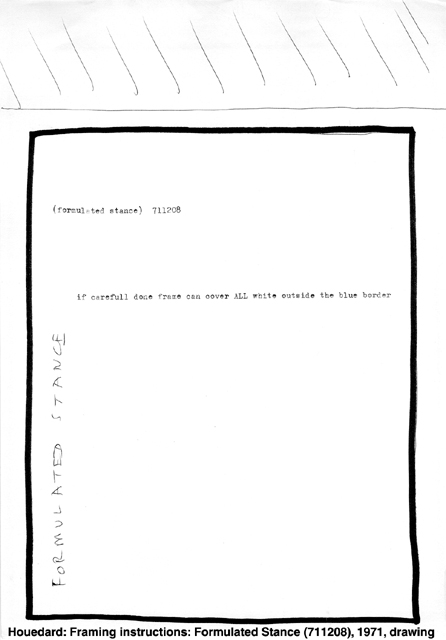 (formulated stance) 711208
if carefull done frame can cover ALL white outside the blue border
FORMULATED STANCE
Houedard: Framing instructions: Formulated Stance (711208), 1971, drawing